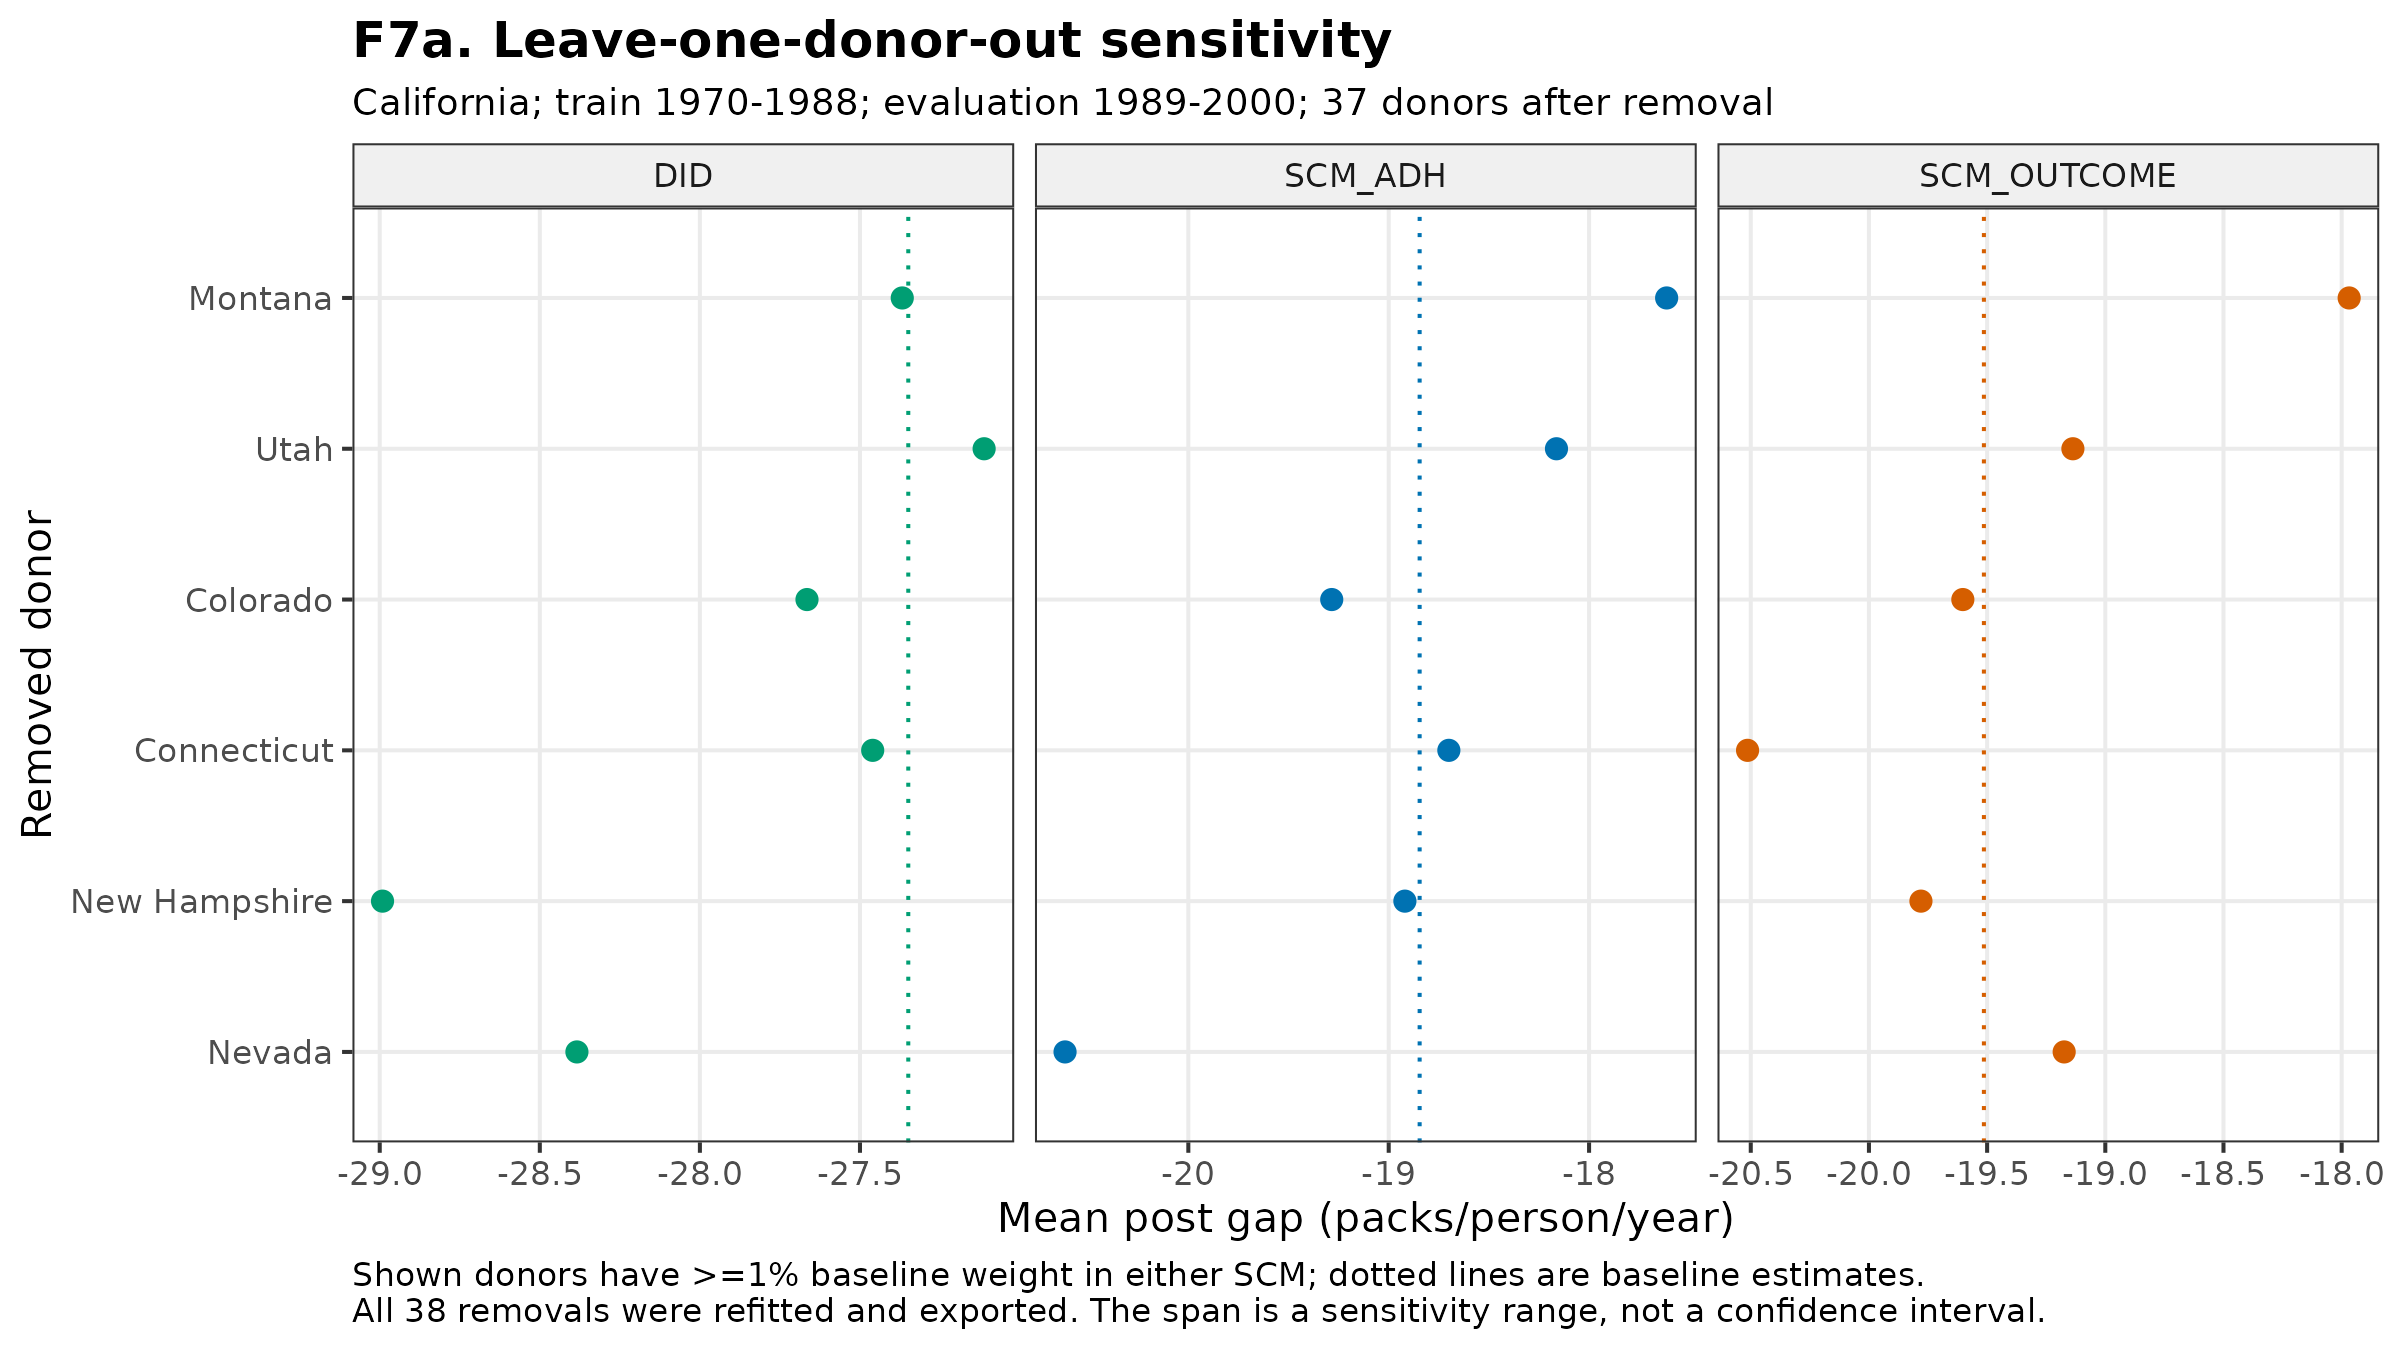 F7a. Leave-one-donor-out sensitivity
California; train 1970-1988; evaluation 1989-2000; 37 donors after removal
DID
SCM_ADH
SCM_OUTCOME
Removed donor
Montana
Utah
Colorado
Connecticut
New Hampshire
Nevada
-29.0 -28.5 -28.0 -27.5
-20 -19 -18
-20.5 -20.0 -19.5 -19.0 -18.5 -18.0
Mean post gap (packs/person/year)
Shown donors have >=1% baseline weight in either SCM; dotted lines are baseline estimates.
All 38 removals were refitted and exported. The span is a sensitivity range, not a confidence interval.